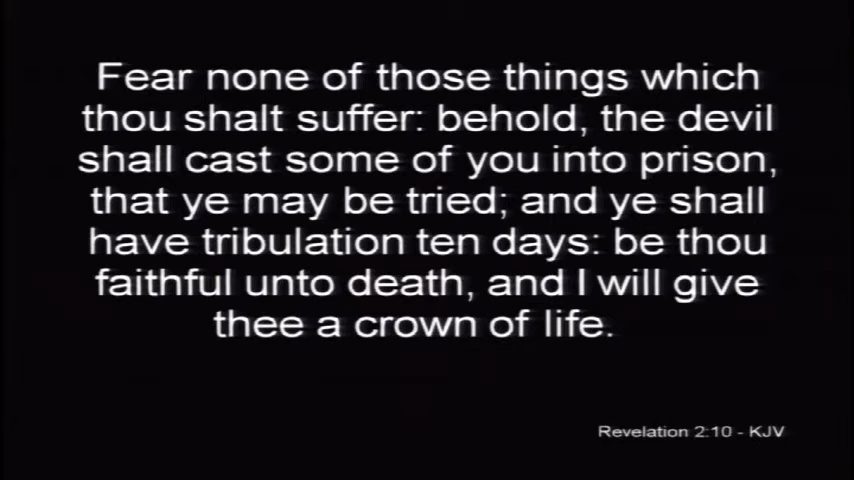 Fear none of those things which
thou shalt suffer: behold, the devil
shall cast some of you into prison,
that ye may be tried; and ye shall
have tribulation ten days: be thou
faithful unto death, and I will give
thee a crown of life.
Revelation 2:10 - KJV